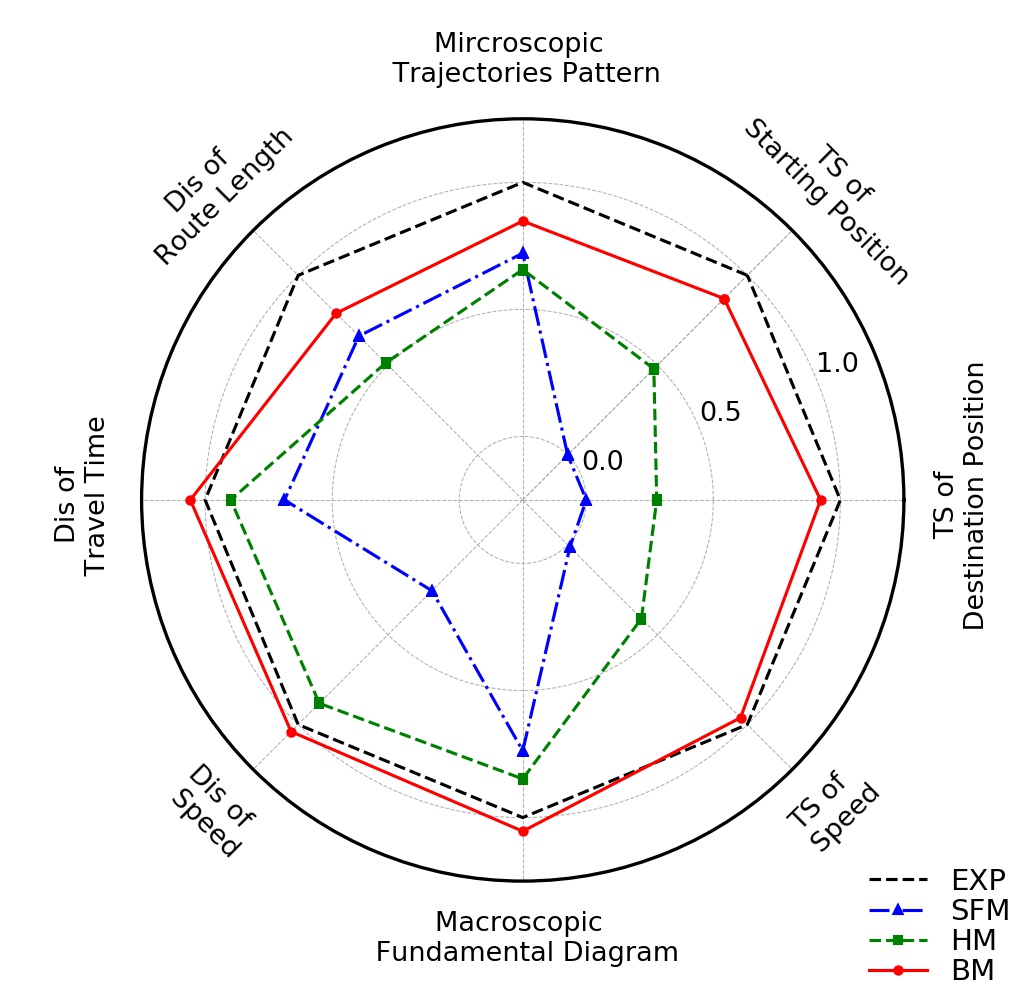 Mircroscopic
Trajectories Pattern
Dis of
Route Length
TS of
Starting Position
1.0
0.5
0.0
Dis of
Travel Time
TS of
Destination Position
Dis of
Speed
TS of
Speed
Macroscopic
Fundamental Diagram
EXP
SFM
HM
BM